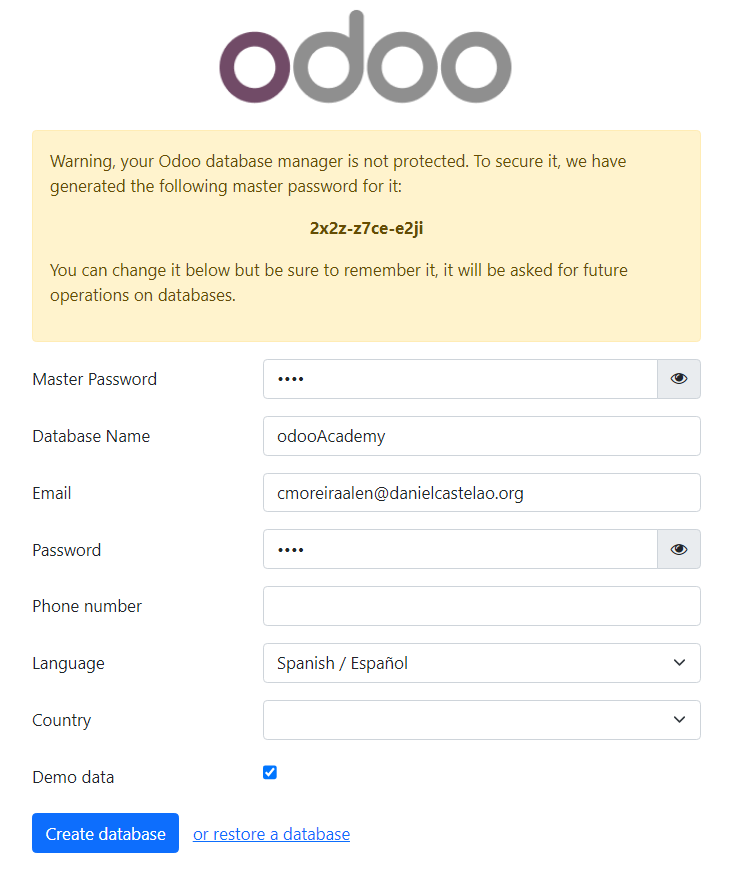 odoo
Warning, your Odoo database manager is not protected. To secure it, we have
generated the following master password for it:
2x2z-z7ce-e2ji
You can change it below but be sure to remember it, it will be asked for future
operations on databases.
Master Password ••••
Database Name odooAcademy
Email cmoreiraalen@danielcastelao.org
Password ••••
Phone number
Language Spanish / Español
Country
Demo data
Create database or restore a database